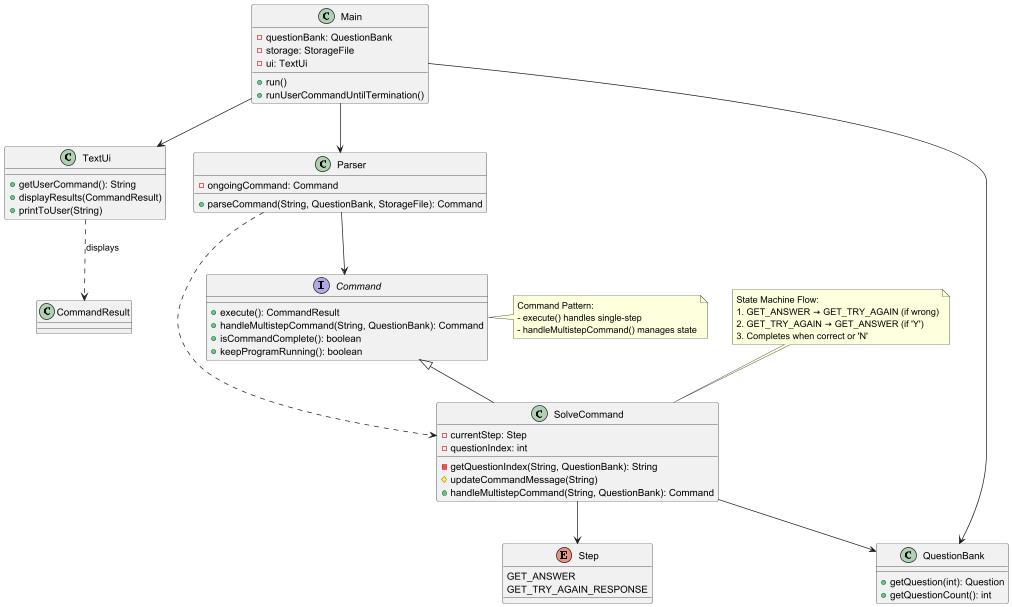 C Main
questionBank: QuestionBank
storage: StorageFile
ui: TextUi
run()
runUserCommandUntilTermination()
C TextUi
getUserCommand(): String
displayResults(CommandResult)
printToUser(String)
C Parser
ongoingCommand: Command
parseCommand(String, QuestionBank, StorageFile): Command
displays
C CommandResult
I Command
execute(): CommandResult
handleMultistepCommand(String, QuestionBank): Command
isCommandComplete(): boolean
keepProgramRunning(): boolean
Command Pattern:
- execute() handles single-step
- handleMultistepCommand() manages state
State Machine Flow:
1. GET_ANSWER → GET_TRY_AGAIN (if wrong)
2. GET_TRY_AGAIN → GET_ANSWER (if 'Y')
3. Completes when correct or 'N'
C SolveCommand
currentStep: Step
questionIndex: int
getQuestionIndex(String, QuestionBank): String
updateCommandMessage(String)
handleMultistepCommand(String, QuestionBank): Command
E Step
GET_ANSWER
GET_TRY_AGAIN_RESPONSE
C QuestionBank
getQuestion(int): Question
getQuestionCount(): int